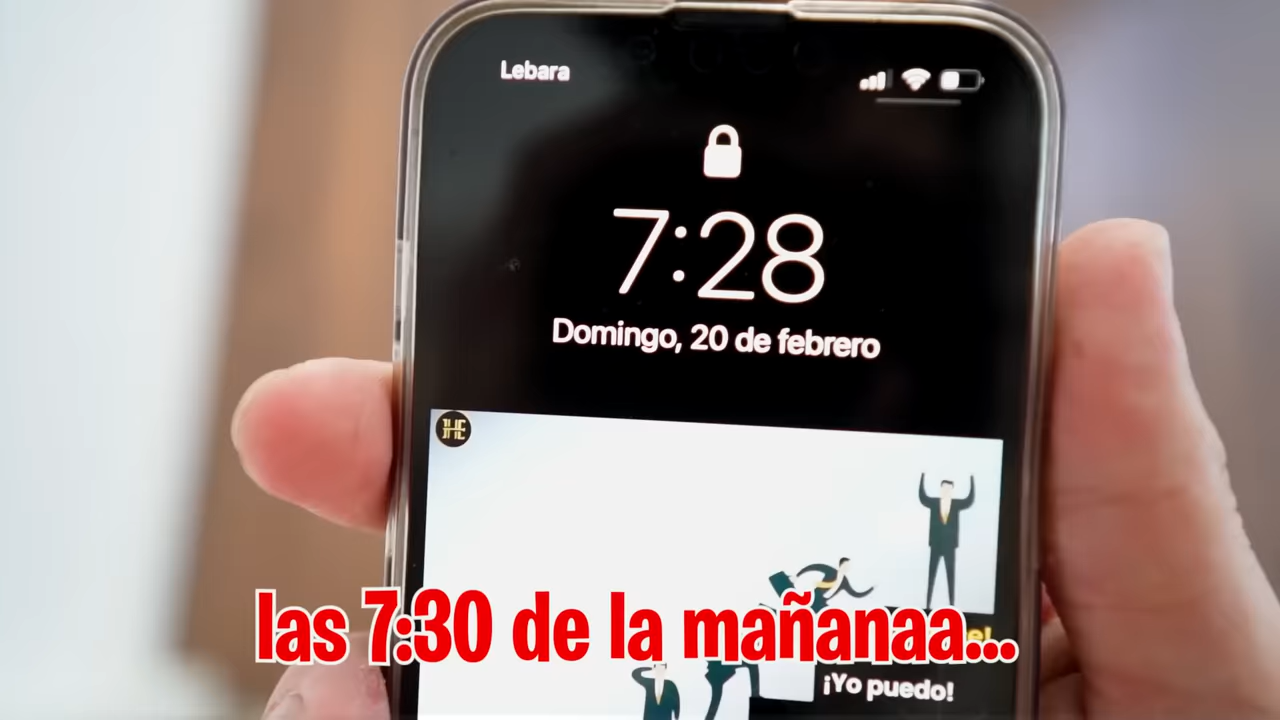 Lebara
7:28
Domingo, 20 de febrero
las 7:30 de la mañanaa...
¡Yo puedo!